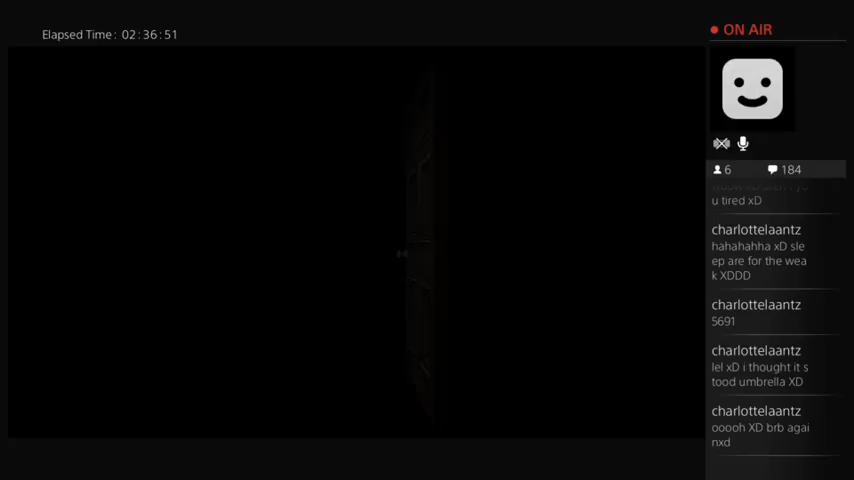 Elapsed Time: 02:36:51
ON AIR
6 184
u tired xD
charlottelaantz
hahahahha xD sle
ep are for the wea
k XDDD
charlottelaantz
5691
charlottelaantz
lel xD i thought it s
tood umbrella XD
charlottelaantz
ooooh XD brb agai
nxd